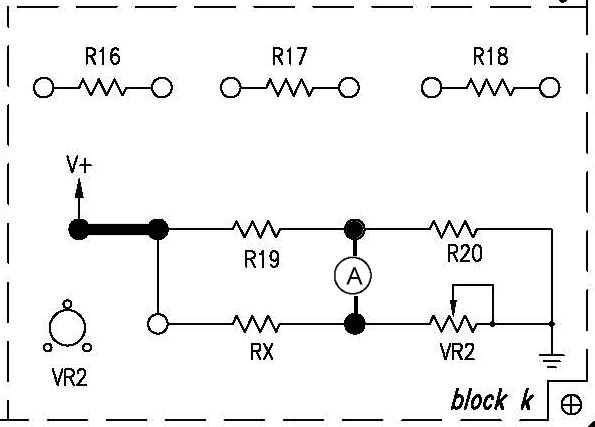 R16 R17 R18
V+
R19 R20
A
RX VR2
VR2
block k